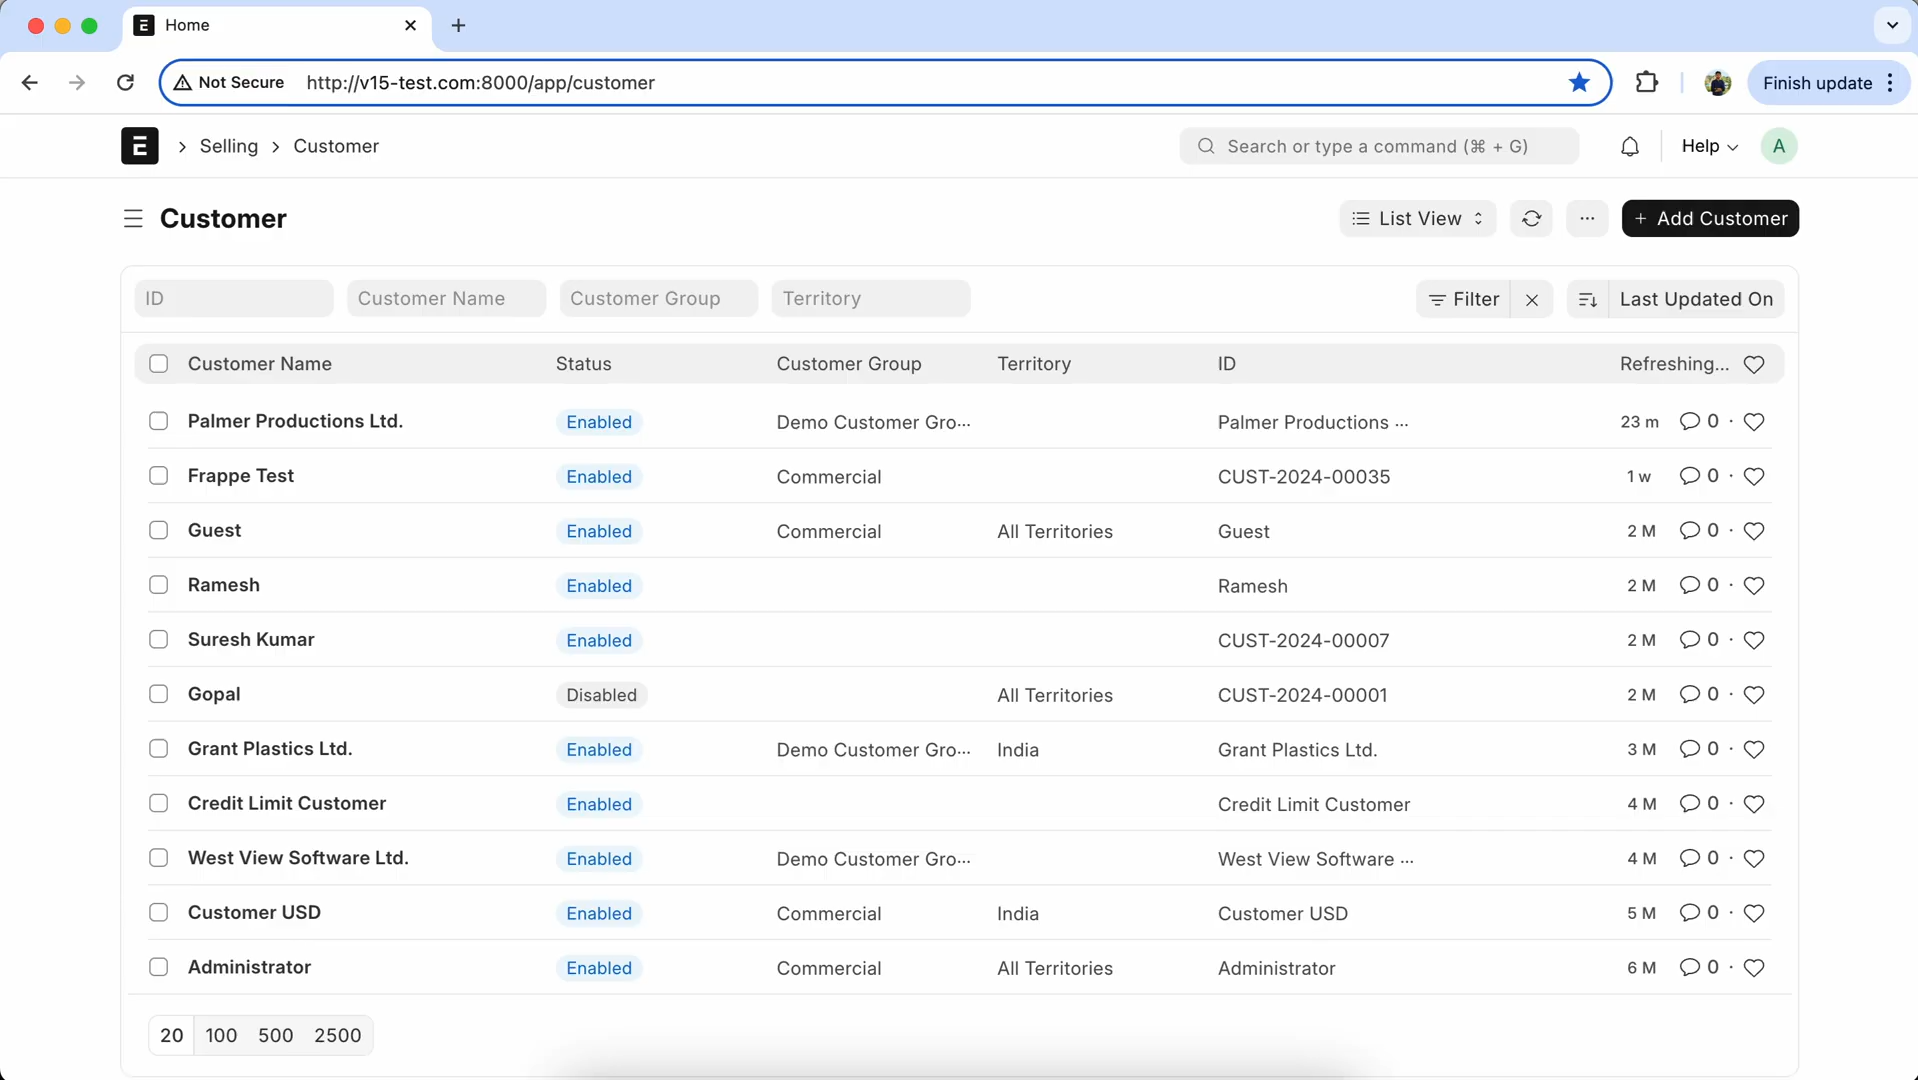 Home
Not Secure http://v15-test.com:8000/app/customer Finish update
Selling Customer Search or type a command (⌘ + G) Help A
Customer List View + Add Customer
ID Customer Name Customer Group Territory Filter Last Updated On
Customer Name Status Customer Group Territory ID Refreshing...
Palmer Productions Ltd. Enabled Demo Customer Gro... Palmer Productions ... 23 m 0
Frappe Test Enabled Commercial CUST-2024-00035 1 w 0
Guest Enabled Commercial All Territories Guest 2 M 0
Ramesh Enabled Ramesh 2 M 0
Suresh Kumar Enabled CUST-2024-00007 2 M 0
Gopal Disabled All Territories CUST-2024-00001 2 M 0
Grant Plastics Ltd. Enabled Demo Customer Gro... India Grant Plastics Ltd. 3 M 0
Credit Limit Customer Enabled Credit Limit Customer 4 M 0
West View Software Ltd. Enabled Demo Customer Gro... West View Software ... 4 M 0
Customer USD Enabled Commercial India Customer USD 5 M 0
Administrator Enabled Commercial All Territories Administrator 6 M 0
20 100 500 2500